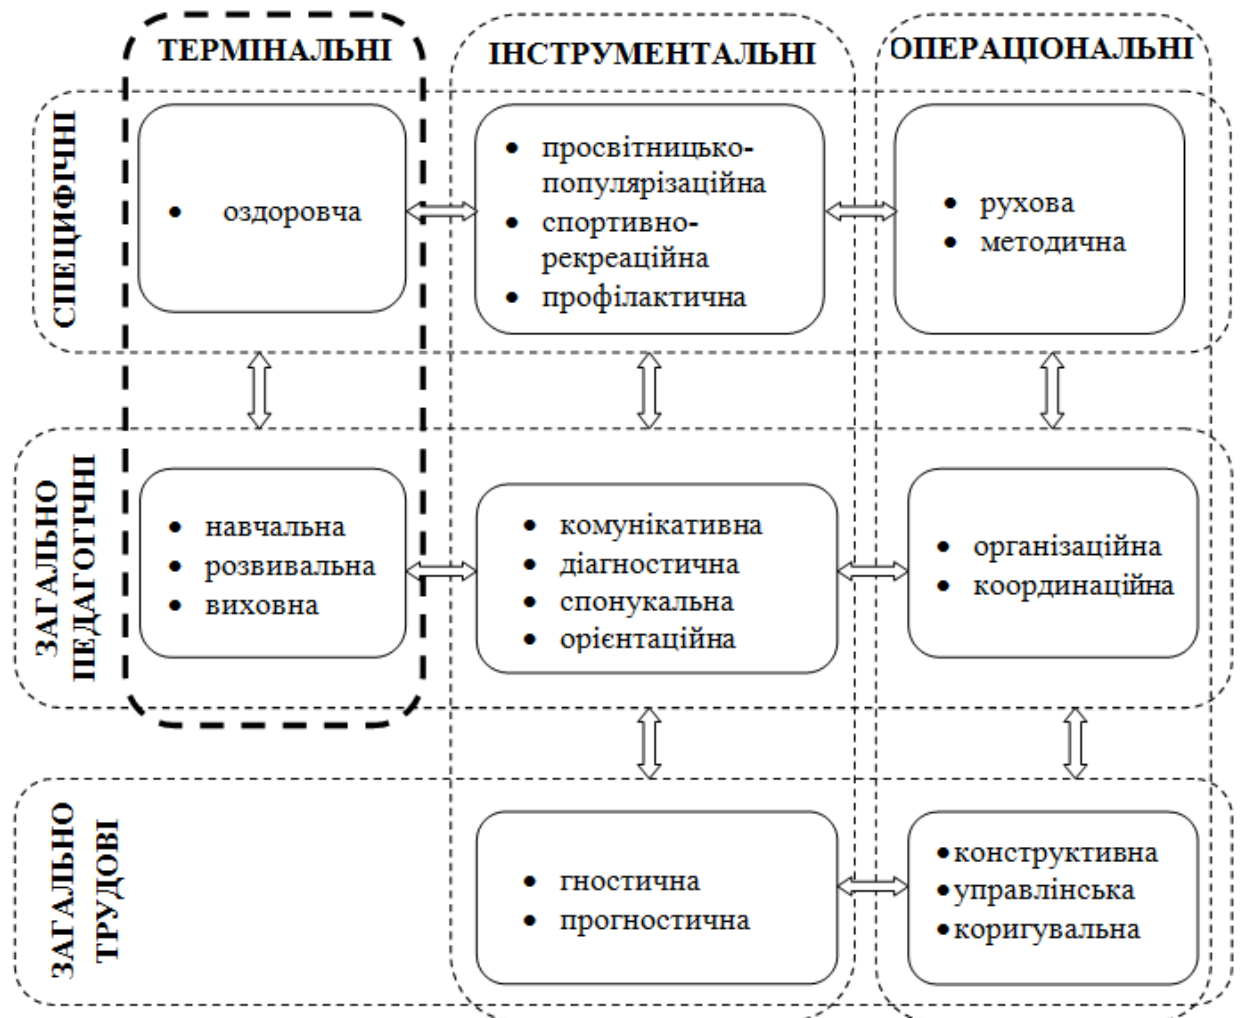 ТЕРМІНАЛЬНІ
ІНСТРУМЕНТАЛЬНІ
ОПЕРАЦІОНАЛЬНІ
СПЕЦИФІЧНІ
• оздоровча
• просвітницько-
популяризаційна
• спортивно-
рекреаційна
• профілактична
• рухова
• методична
ЗАГАЛЬНО
ПЕДАГОГІЧНІ
• навчальна
• розвивальна
• виховна
• комунікативна
• діагностична
• спонукальна
• орієнтаційна
• організаційна
• координаційна
ЗАГАЛЬНО
ТРУДОВІ
• гностична
• прогностична
• конструктивна
• управлінська
• коригувальна